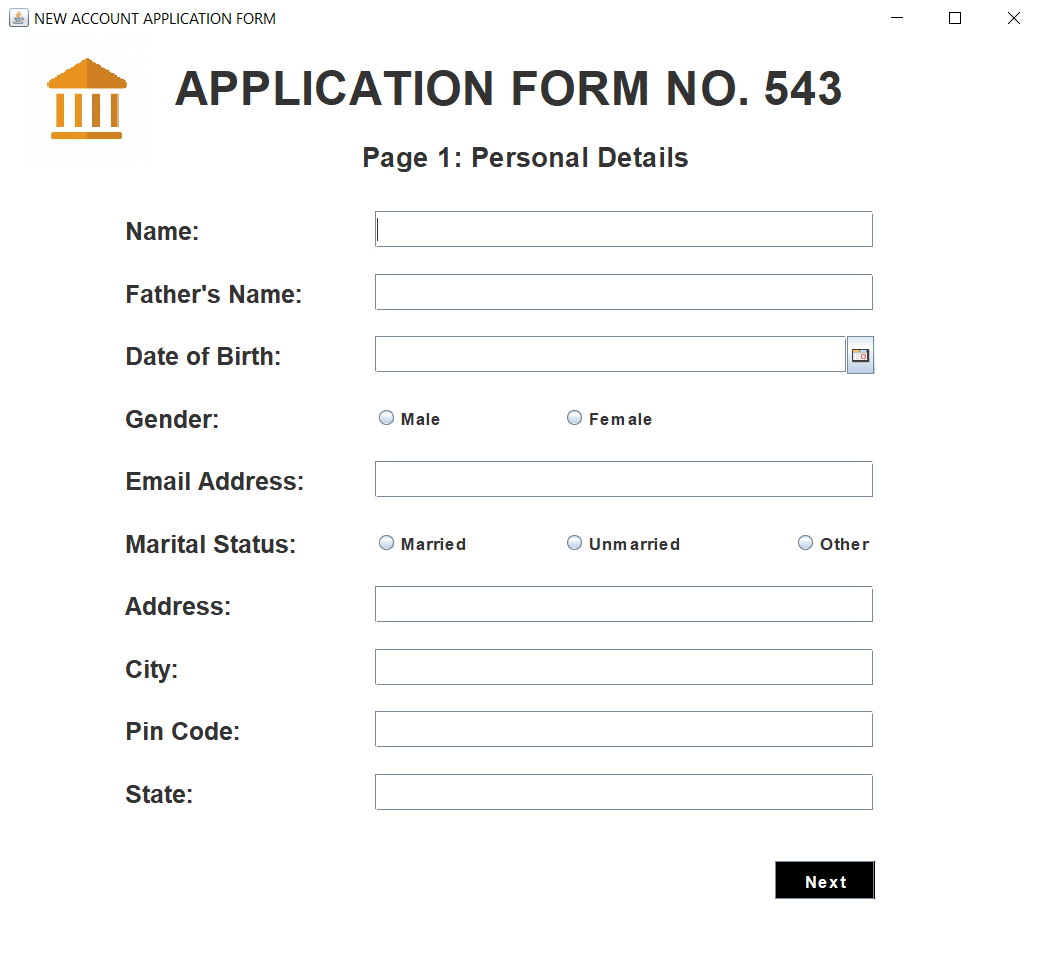 NEW ACCOUNT APPLICATION FORM
APPLICATION FORM NO. 543
Page 1: Personal Details
Name:
Father's Name:
Date of Birth:
Gender: Male Female
Email Address:
Marital Status: Married Unmarried Other
Address:
City:
Pin Code:
State:
Next